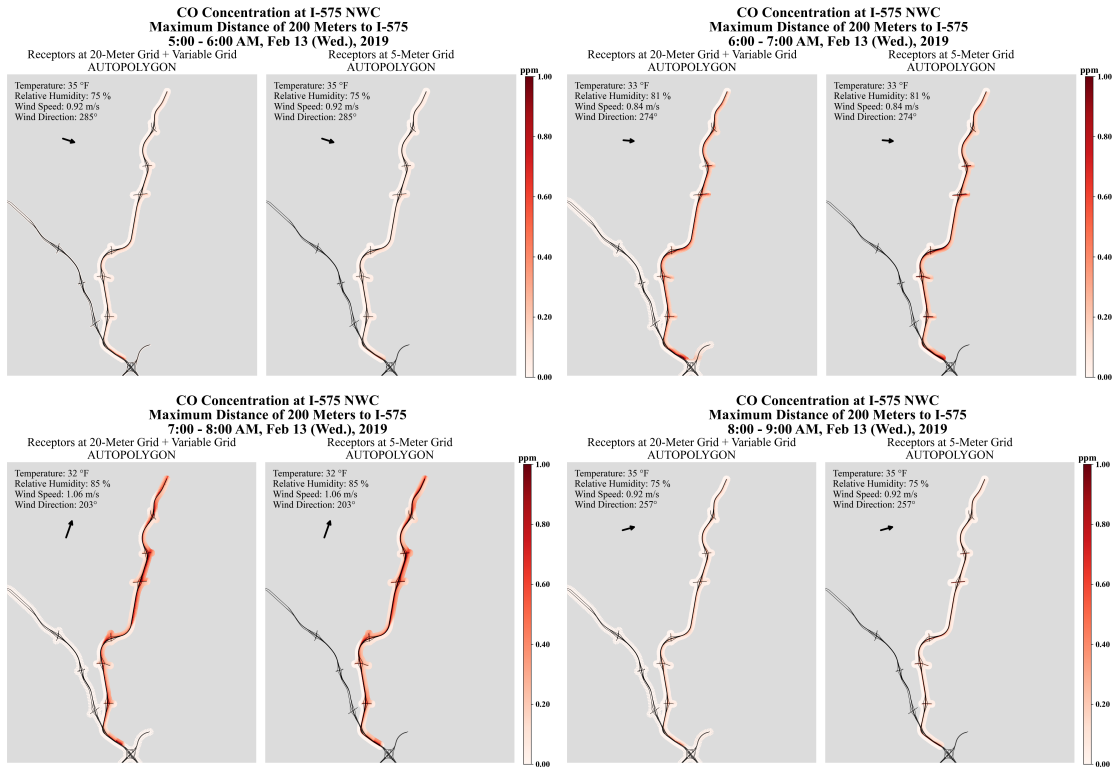 CO Concentration at I-575 NWC
Maximum Distance of 200 Meters to I-575
5:00 - 6:00 AM, Feb 13 (Wed.), 2019
Receptors at 20-Meter Grid + Variable Grid
AUTOPOLYGON
Temperature: 35 °F
Relative Humidity: 75 %
Wind Speed: 0.92 m/s
Wind Direction: 285°
Receptors at 5-Meter Grid
AUTOPOLYGON
Temperature: 35 °F
Relative Humidity: 75 %
Wind Speed: 0.92 m/s
Wind Direction: 285°
ppm
1.00
0.80
0.60
0.40
0.20
0.00
CO Concentration at I-575 NWC
Maximum Distance of 200 Meters to I-575
6:00 - 7:00 AM, Feb 13 (Wed.), 2019
Receptors at 20-Meter Grid + Variable Grid
AUTOPOLYGON
Temperature: 33 °F
Relative Humidity: 81 %
Wind Speed: 0.84 m/s
Wind Direction: 274°
Receptors at 5-Meter Grid
AUTOPOLYGON
Temperature: 33 °F
Relative Humidity: 81 %
Wind Speed: 0.84 m/s
Wind Direction: 274°
ppm
1.00
0.80
0.60
0.40
0.20
0.00
CO Concentration at I-575 NWC
Maximum Distance of 200 Meters to I-575
7:00 - 8:00 AM, Feb 13 (Wed.), 2019
Receptors at 20-Meter Grid + Variable Grid
AUTOPOLYGON
Temperature: 32 °F
Relative Humidity: 85 %
Wind Speed: 1.06 m/s
Wind Direction: 203°
Receptors at 5-Meter Grid
AUTOPOLYGON
Temperature: 32 °F
Relative Humidity: 85 %
Wind Speed: 1.06 m/s
Wind Direction: 203°
ppm
1.00
0.80
0.60
0.40
0.20
0.00
CO Concentration at I-575 NWC
Maximum Distance of 200 Meters to I-575
8:00 - 9:00 AM, Feb 13 (Wed.), 2019
Receptors at 20-Meter Grid + Variable Grid
AUTOPOLYGON
Temperature: 35 °F
Relative Humidity: 75 %
Wind Speed: 0.92 m/s
Wind Direction: 257°
Receptors at 5-Meter Grid
AUTOPOLYGON
Temperature: 35 °F
Relative Humidity: 75 %
Wind Speed: 0.92 m/s
Wind Direction: 257°
ppm
1.00
0.80
0.60
0.40
0.20
0.00